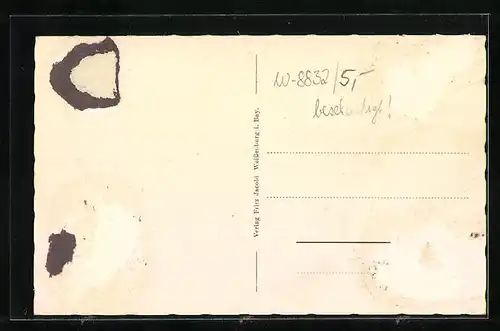 W-8832/5,-
beschädigt!
Verlag Fritz Jacobi Weißenburg i. Bay.